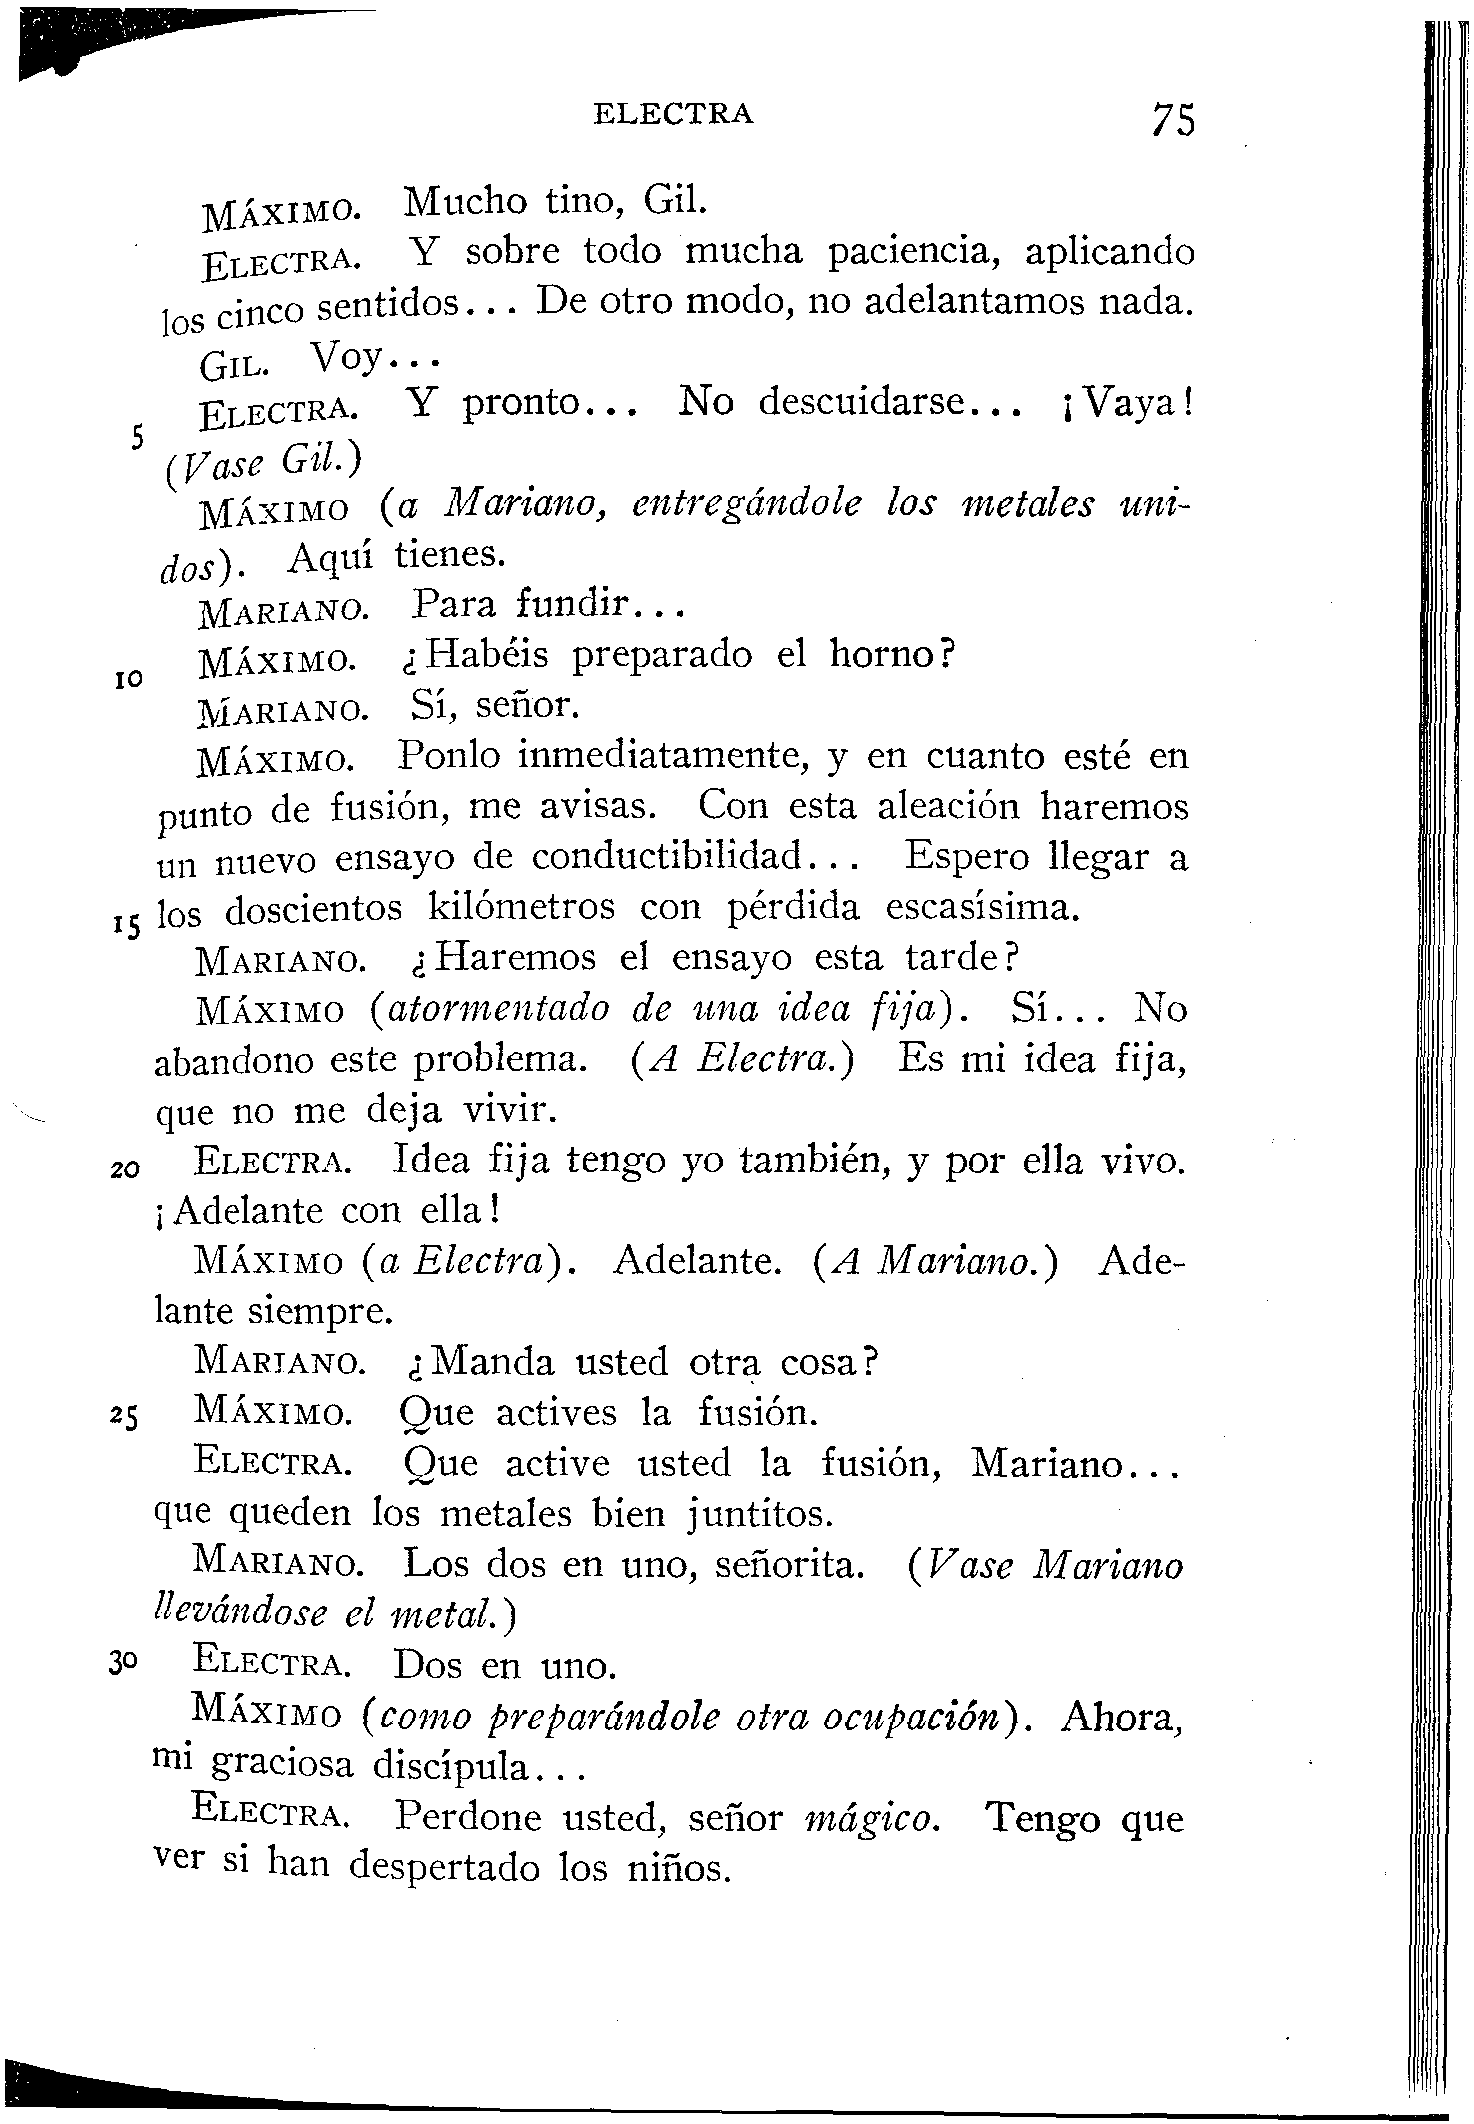 ELECTRA 75
MÁXIMO. Mucho tino, Gil.
ELECTRA. Y sobre todo mucha paciencia, aplicando
los cinco sentidos... De otro modo, no adelantamos nada.
GIL. Voy...
5 ELECTRA. Y pronto... No descuidarse... ¡Vaya!
(Vase Gil.)
MÁXIMO (a Mariano, entregándole los metales uni-
dos). Aquí tienes.
MARIANO. Para fundir...
10 MÁXIMO. ¿Habéis preparado el horno?
MARIANO. Sí, señor.
MÁXIMO. Ponlo inmediatamente, y en cuanto esté en
punto de fusión, me avisas. Con esta aleación haremos
un nuevo ensayo de conductibilidad... Espero llegar a
15 los doscientos kilómetros con pérdida escasísima.
MARIANO. ¿Haremos el ensayo esta tarde?
MÁXIMO (atormentado de una idea fija). Sí... No
abandono este problema. (A Electra.) Es mi idea fija,
que no me deja vivir.
20 ELECTRA. Idea fija tengo yo también, y por ella vivo.
¡Adelante con ella!
MÁXIMO (a Electra). Adelante. (A Mariano.) Ade-
lante siempre.
MARIANO. ¿Manda usted otra cosa?
25 MÁXIMO. Que actives la fusión.
ELECTRA. Que active usted la fusión, Mariano...
que queden los metales bien juntitos.
MARIANO. Los dos en uno, señorita. (Vase Mariano
llevándose el metal.)
30 ELECTRA. Dos en uno.
MÁXIMO (como preparándole otra ocupación). Ahora,
mi graciosa discípula...
ELECTRA. Perdone usted, señor mágico. Tengo que
ver si han despertado los niños.